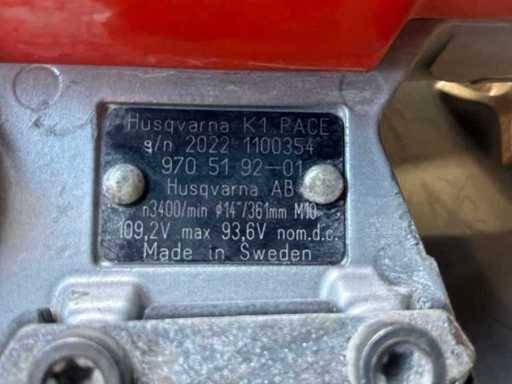 Husqvarna K1 PACE
s/n 2022 1100354
970 51 92-01
Husqvarna AB
n3400/min ⌀14"/361mm M10
109,2V max 93,6V nom.d.c.
Made in Sweden